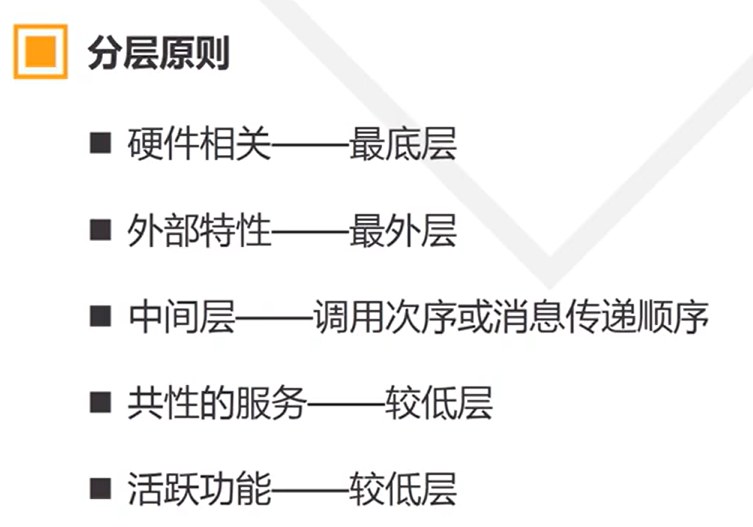 分层原则
硬件相关——最底层
外部特性——最外层
中间层——调用次序或消息传递顺序
共性的服务——较低层
活跃功能——较低层